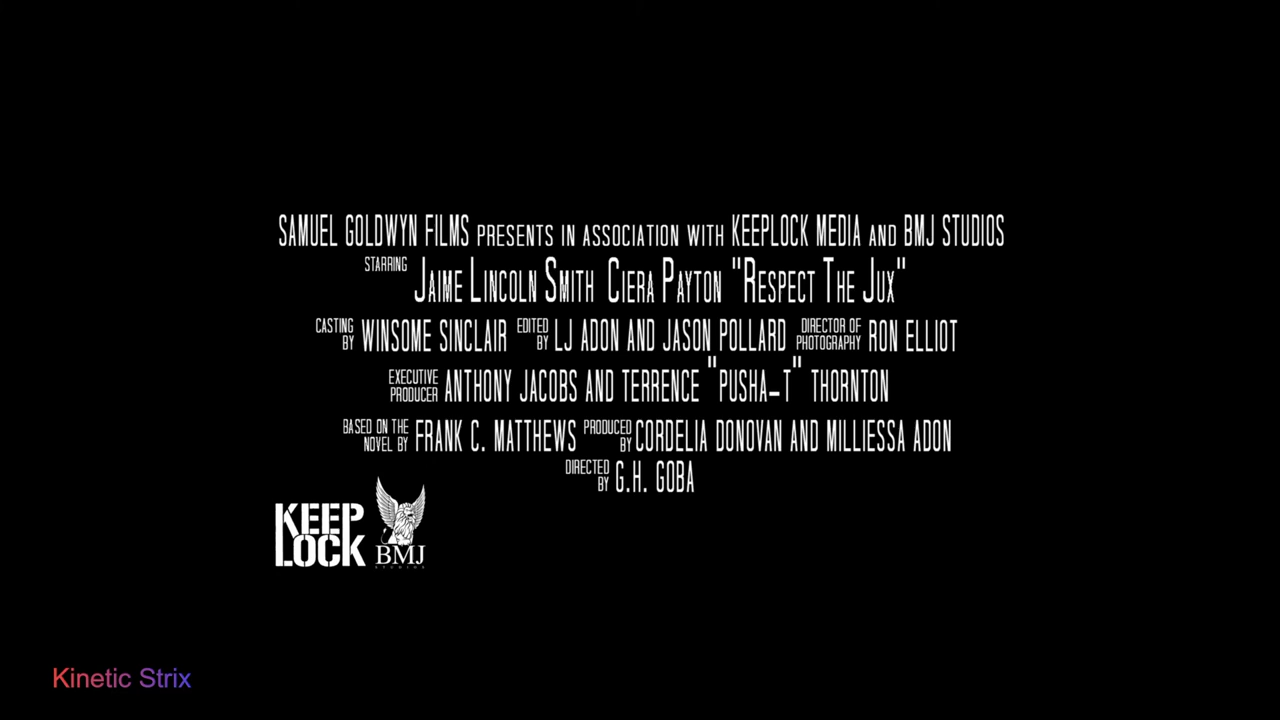 SAMUEL GOLDWYN FILMS PRESENTS IN ASSOCIATION WITH KEEPLOCK MEDIA AND BMJ STUDIOS
STARRING JAIME LINCOLN SMITH CIERA PAYTON "RESPECT THE JUX"
CASTING BY WINSOME SINCLAIR EDITED BY LJ ADON AND JASON POLLARD DIRECTOR OF PHOTOGRAPHY RON ELLIOT
EXECUTIVE PRODUCER ANTHONY JACOBS AND TERRENCE "PUSHA-T" THORNTON
BASED ON THE NOVEL BY FRANK C. MATTHEWS PRODUCED BY CORDELIA DONOVAN AND MILLIESSA ADON
DIRECTED BY G.H. GOBA
KEEP LOCK
BMJ
STUDIOS
Kinetic Strix